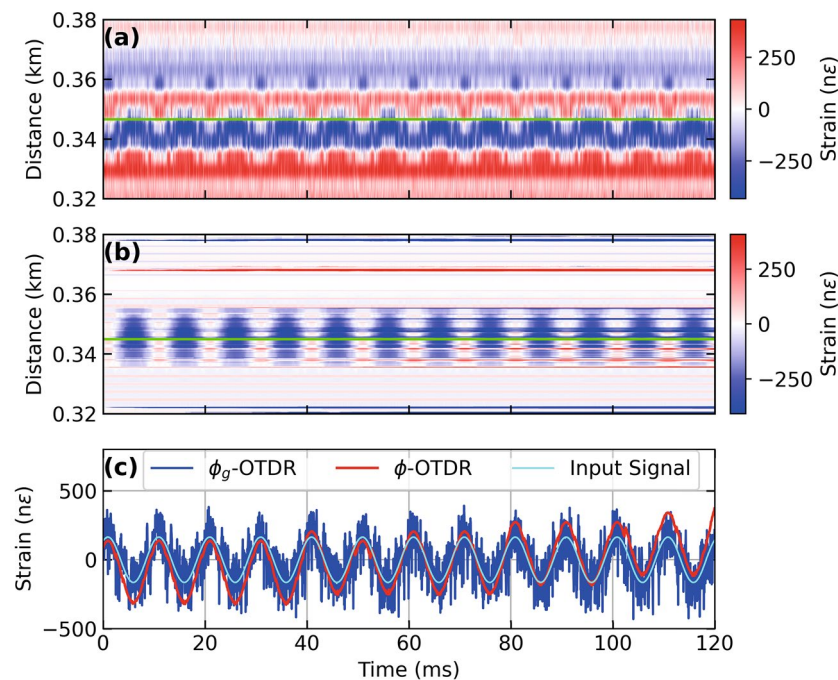 0.38
(a)
0.36
0.34
0.32
Distance (km)
250
0
−250
Strain (nε)
0.38
(b)
0.36
0.34
0.32
Distance (km)
250
0
−250
Strain (nε)
(c)
ϕg-OTDR
ϕ-OTDR
Input Signal
500
0
−500
Strain (nε)
0 20 40 60 80 100 120
Time (ms)